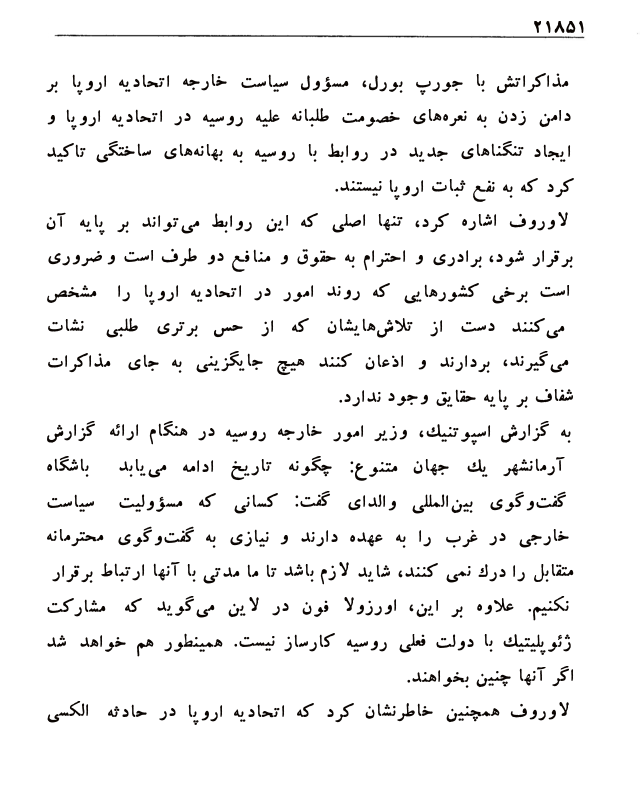 ۲۱۸۵۱
مذاکراتش با جورپ بورل، مسؤول سیاست خارجه اتحادیه اروپا بر
دامن زدن به نعره‌های خصومت طلبانه علیه روسیه در اتحادیه اروپا و
ایجاد تنگناهای جدید در روابط با روسیه به بهانه‌های ساختگی تاکید
کرد که به نفع ثبات اروپا نیستند.
لاوروف اشاره کرد، تنها اصلی که این روابط می‌تواند بر پایه آن
برقرار شود، برادری و احترام به حقوق و منافع دو طرف است و ضروری
است برخی کشورهایی که روند امور در اتحادیه اروپا را مشخص
می‌کنند دست از تلاش‌هایشان که از حس برتری طلبی نشات
می‌گیرند، بردارند و اذعان کنند هیچ جایگزینی به جای مذاکرات
شفاف بر پایه حقایق وجود ندارد.
به گزارش اسپوتنیك، وزیر امور خارجه روسیه در هنگام ارائه گزارش
آرمانشهر یك جهان متنوع: چگونه تاریخ ادامه می‌یابد باشگاه
گفت‌وگوی بین‌المللی والدای گفت: کسانی که مسؤولیت سیاست
خارجی در غرب را به عهده دارند و نیازی به گفت‌وگوی محترمانه
متقابل را درك نمی کنند، شاید لازم باشد تا ما مدتی با آنها ارتباط برقرار
نکنیم. علاوه بر این، اورزولا فون در لاین می‌گوید که مشارکت
ژئوپلیتیك با دولت فعلی روسیه کارساز نیست. همینطور هم خواهد شد
اگر آنها چنین بخواهند.
لاوروف همچنین خاطرنشان کرد که اتحادیه اروپا در حادثه الکسی